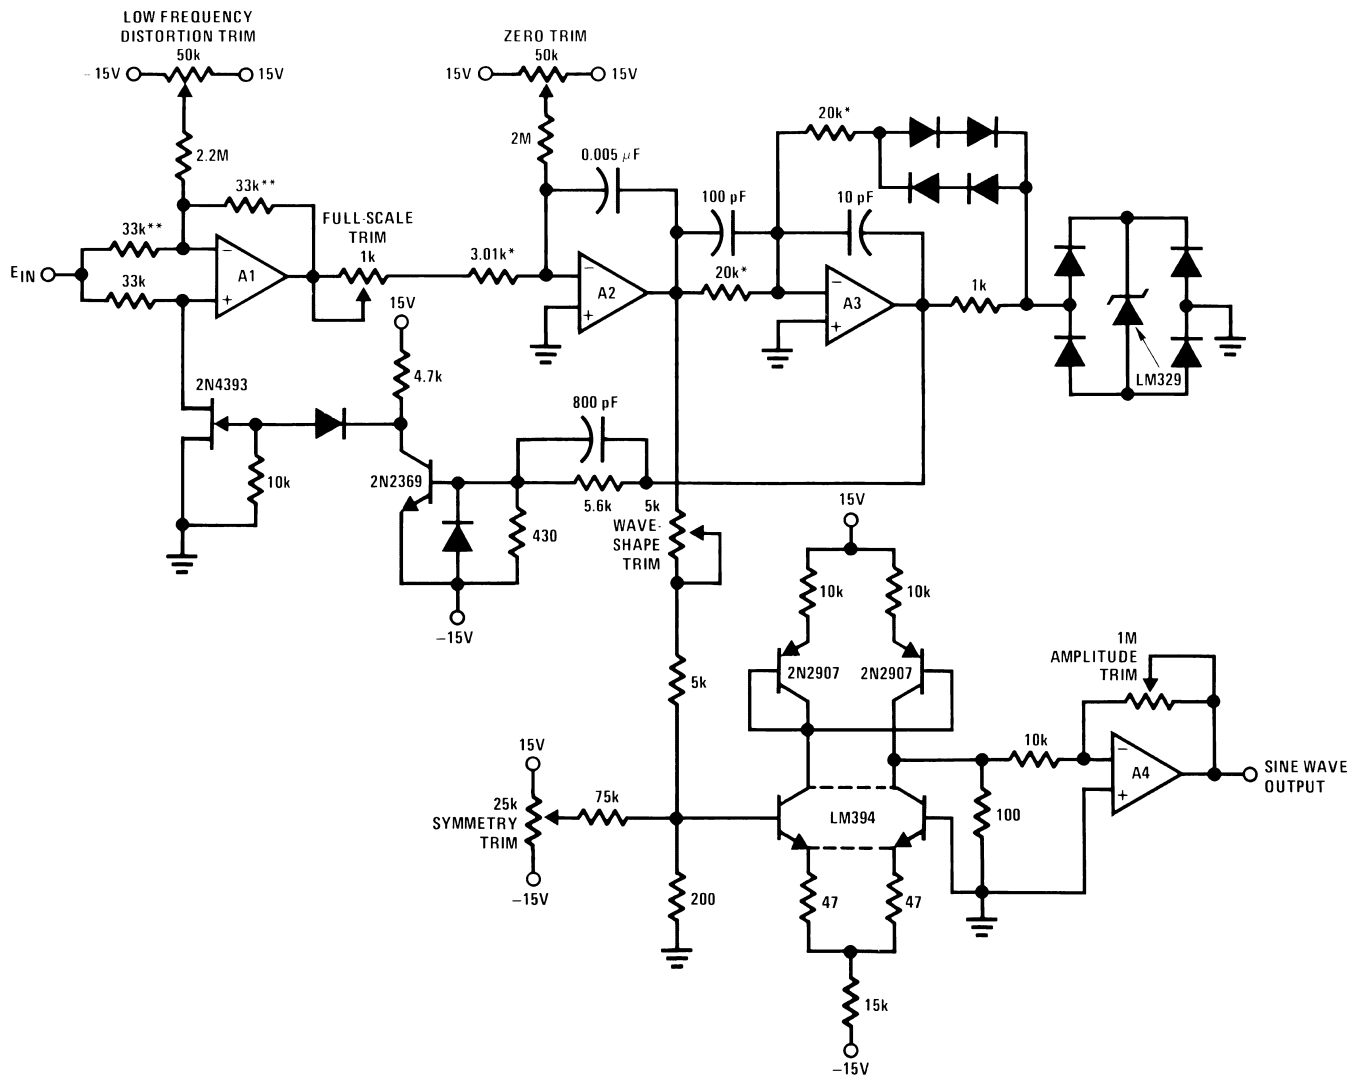 LOW FREQUENCY
DISTORTION TRIM
50k
-15V
15V
2.2M
33k**
33k**
33k
EIN
A1
−
+
FULL-SCALE
TRIM
1k
ZERO TRIM
50k
15V
15V
2M
0.005 μF
3.01k*
A2
−
+
100 pF
20k*
20k*
10 pF
A3
−
+
1k
LM329
2N4393
10k
15V
4.7k
2N2369
800 pF
5.6k
430
−15V
5k
WAVE-
SHAPE
TRIM
5k
15V
25k
SYMMETRY
TRIM
−15V
75k
200
15V
10k
10k
2N2907
2N2907
LM394
47
47
15k
−15V
100
10k
1M
AMPLITUDE
TRIM
A4
−
+
SINE WAVE
OUTPUT